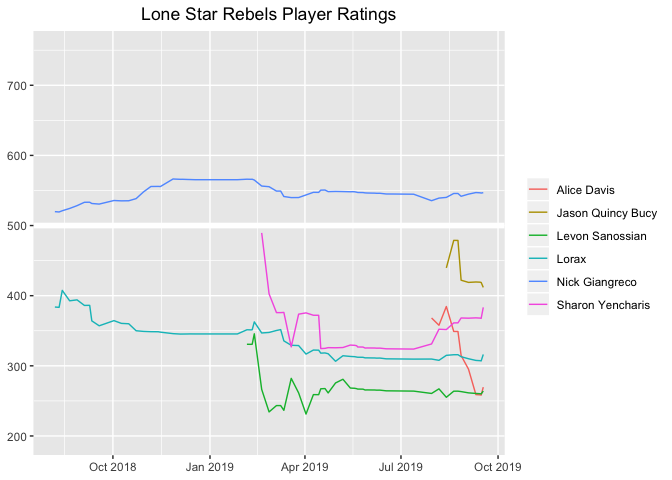 Lone Star Rebels Player Ratings
700
600
500
400
300
200
Oct 2018
Jan 2019
Apr 2019
Jul 2019
Oct 2019
Alice Davis
Jason Quincy Bucy
Levon Sanossian
Lorax
Nick Giangreco
Sharon Yencharis